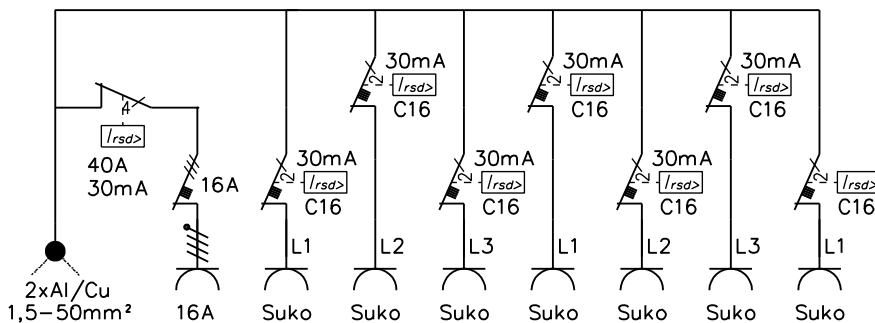 30mA
30mA
30mA
I rsd>
I rsd>
I rsd>
C16
C16
C16
4
2
2
2
I rsd>
40A
30mA
16A
30mA
30mA
30mA
I rsd>
I rsd>
I rsd>
I rsd>
C16
C16
C16
C16
2
2
2
2
L1
L2
L3
L1
L2
L3
L1
2xAl/Cu
1,5-50mm²
16A
Suko
Suko
Suko
Suko
Suko
Suko
Suko